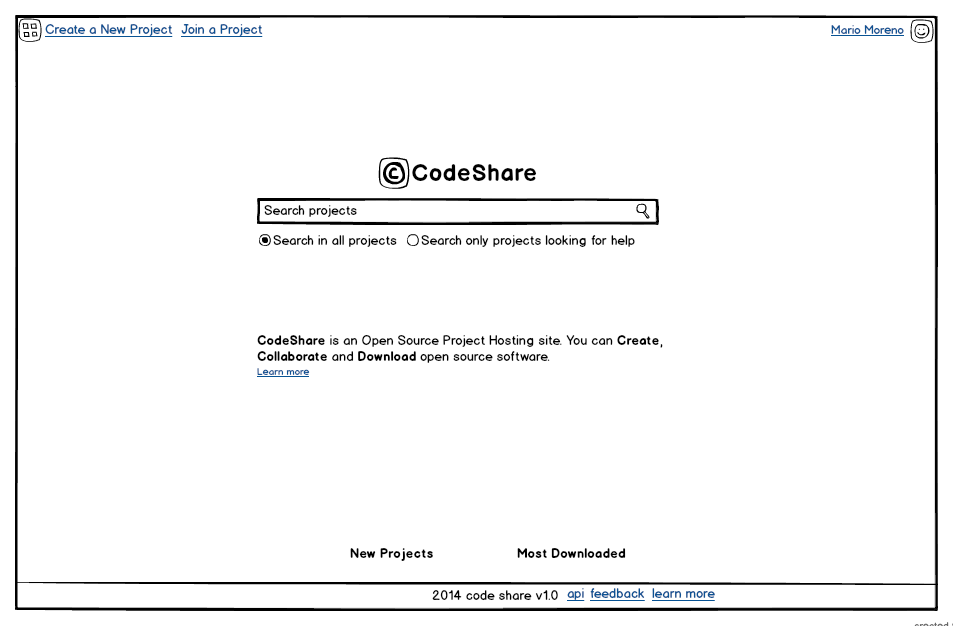 Create a New Project Join a Project Mario Moreno
©CodeShare
Search projects
Search in all projects Search only projects looking for help
CodeShare is an Open Source Project Hosting site. You can Create,
Collaborate and Download open source software.
Learn more
New Projects Most Downloaded
2014 code share v1.0 api feedback learn more